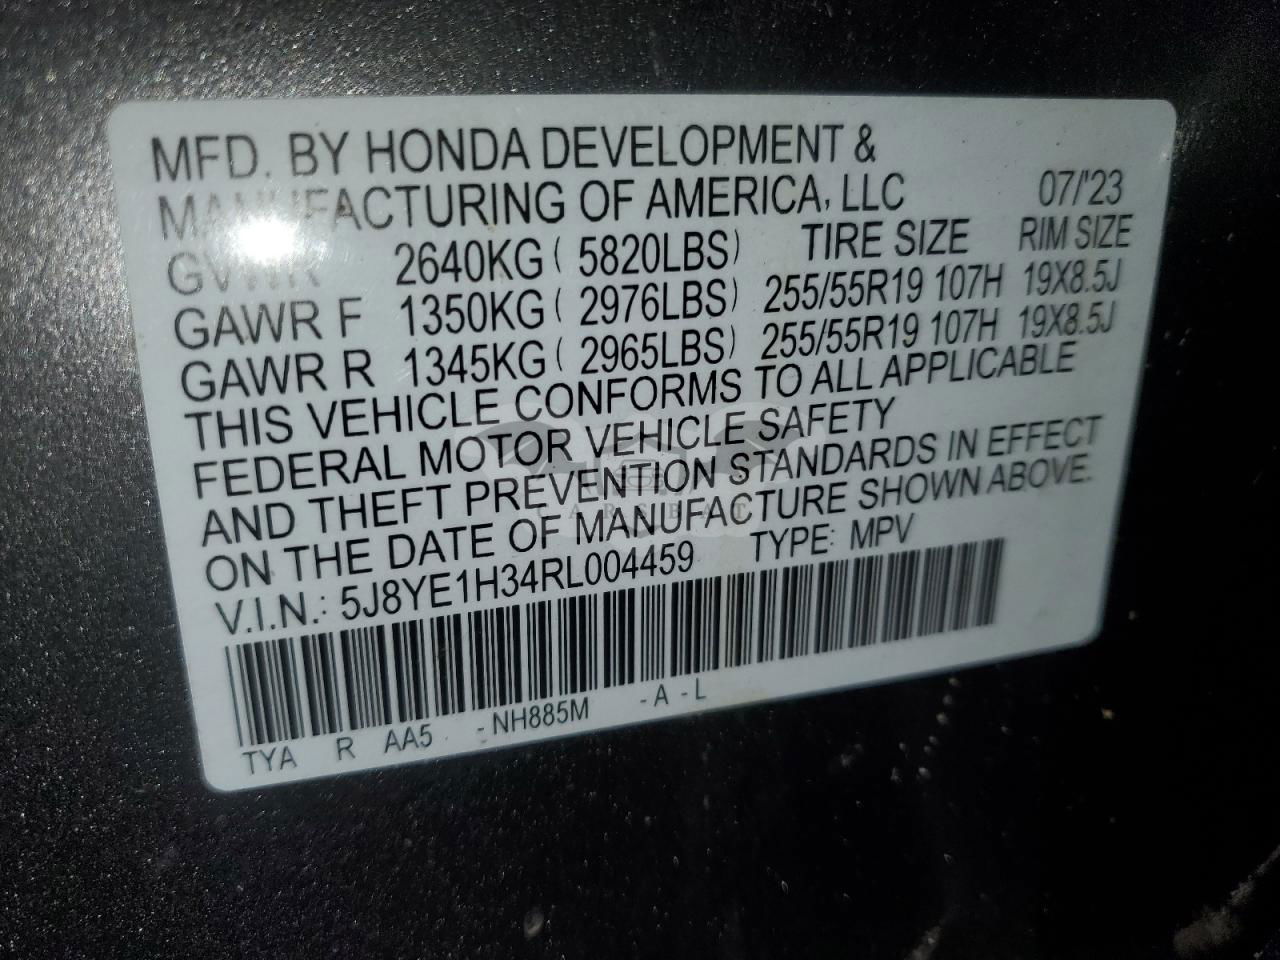 MFD. BY HONDA DEVELOPMENT &
MANUFACTURING OF AMERICA, LLC 07/'23
GVWR 2640KG ( 5820LBS) TIRE SIZE RIM SIZE
GAWR F 1350KG ( 2976LBS) 255/55R19 107H 19X8.5J
GAWR R 1345KG ( 2965LBS) 255/55R19 107H 19X8.5J
THIS VEHICLE CONFORMS TO ALL APPLICABLE
FEDERAL MOTOR VEHICLE SAFETY
AND THEFT PREVENTION STANDARDS IN EFFECT
ON THE DATE OF MANUFACTURE SHOWN ABOVE.
V.I.N.: 5J8YE1H34RL004459 TYPE: MPV
TYA R AA5 -NH885M -A -L
CARSBAT